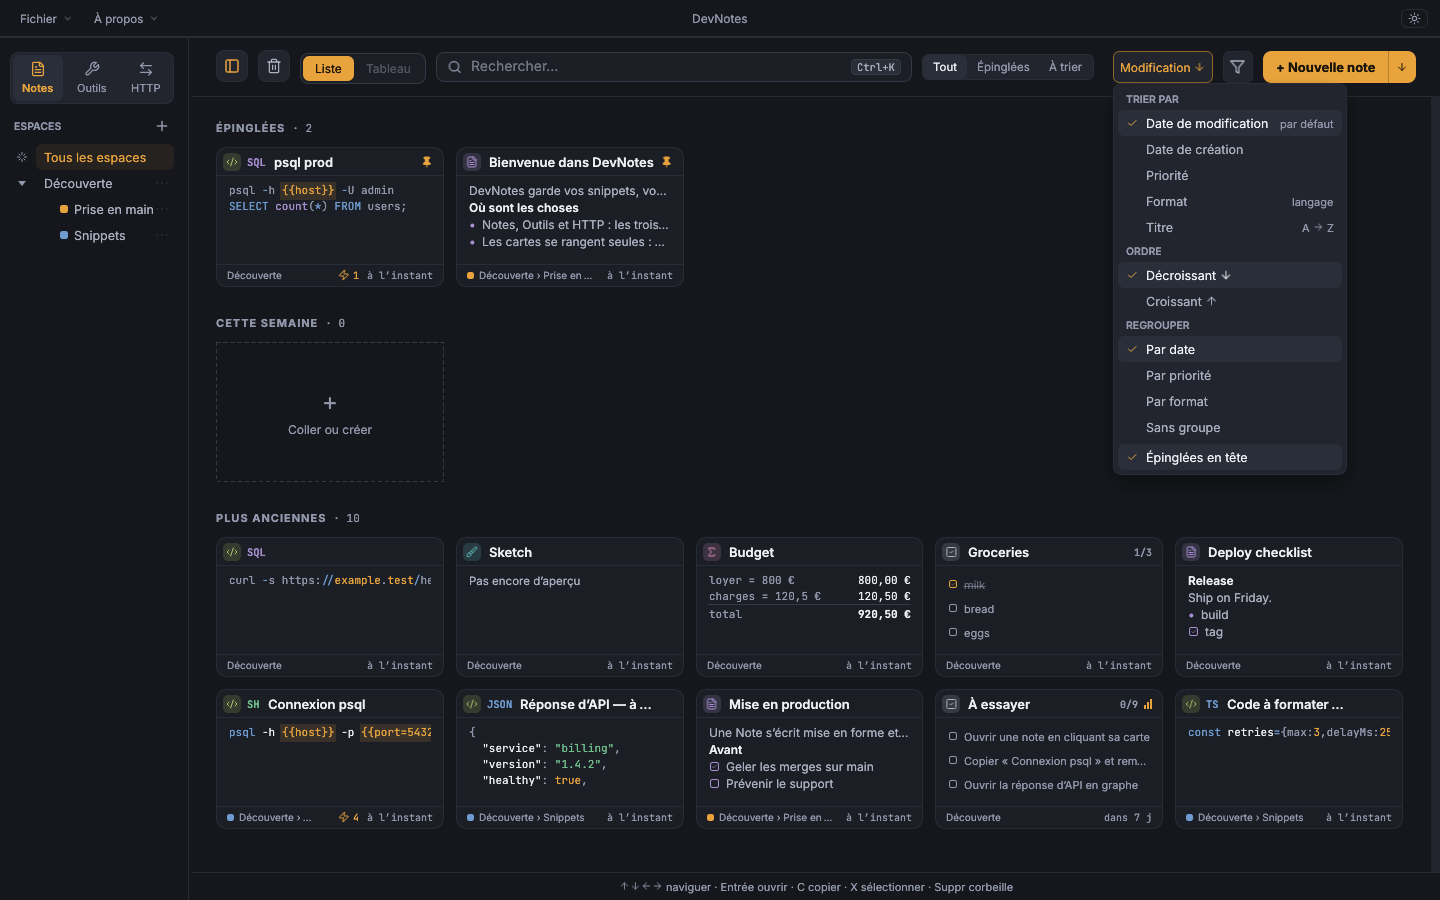 Fichier
À propos
DevNotes
Notes
Outils
HTTP
Liste
Tableau
Rechercher...
Ctrl+K
Tout
Épinglées
À trier
Modification ↓
+ Nouvelle note
↓
ESPACES
+
Tous les espaces
Découverte
Prise en main
Snippets
TRIER PAR
Date de modification par défaut
Date de création
Priorité
Format langage
Titre A → Z
ORDRE
Décroissant ↓
Croissant ↑
REGROUPER
Par date
Par priorité
Par format
Sans groupe
Épinglées en tête
ÉPINGLÉES · 2
SQL psql prod
psql -h {{host}} -U admin
SELECT count(*) FROM users;
Découverte 1 à l’instant
Bienvenue dans DevNotes
DevNotes garde vos snippets, vo...
Où sont les choses
• Notes, Outils et HTTP : les trois...
• Les cartes se rangent seules : ...
Découverte › Prise en ... à l’instant
CETTE SEMAINE · 0
+
Coller ou créer
PLUS ANCIENNES · 10
SQL
curl -s https://example.test/he
Découverte à l’instant
Sketch
Pas encore d’aperçu
Découverte à l’instant
Budget
loyer = 800 € 800,00 €
charges = 120,5 € 120,50 €
total 920,50 €
Découverte à l’instant
Groceries 1/3
milk
bread
eggs
Découverte à l’instant
Deploy checklist
Release
Ship on Friday.
• build
tag
Découverte à l’instant
SH Connexion psql
psql -h {{host}} -p {{port=5432
Découverte › ... 4 à l’instant
JSON Réponse d’API — à ...
{
"service": "billing",
"version": "1.4.2",
"healthy": true,
Découverte › Snippets à l’instant
Mise en production
Une Note s’écrit mise en forme et...
Avant
Geler les merges sur main
Prévenir le support
Découverte › Prise en ... à l’instant
À essayer 0/9
Ouvrir une note en cliquant sa carte
Copier « Connexion psql » et rem...
Ouvrir la réponse d’API en graphe
Découverte dans 7 j
TS Code à formater ...
const retries={max:3,delayMs:25
Découverte › Snippets à l’instant
↑↓←→ naviguer · Entrée ouvrir · C copier · X sélectionner · Suppr corbeille